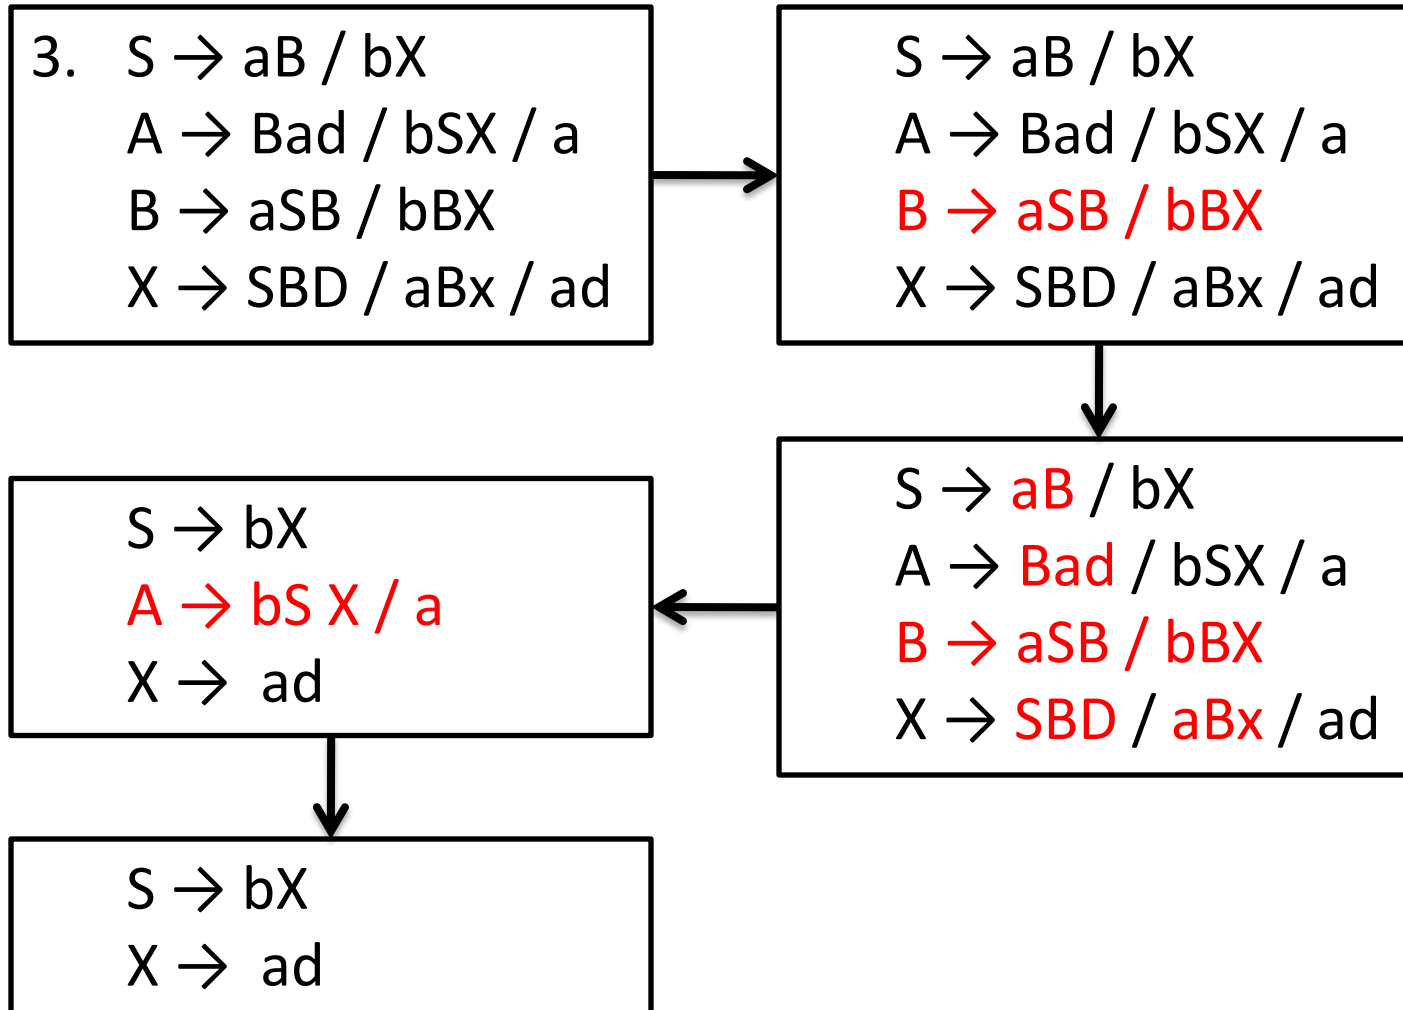 3. S → aB / bX
A → Bad / bSX / a
B → aSB / bBX
X → SBD / aBx / ad
S → aB / bX
A → Bad / bSX / a
B → aSB / bBX
X → SBD / aBx / ad
S → aB / bX
A → Bad / bSX / a
B → aSB / bBX
X → SBD / aBx / ad
S → bX
A → bS X / a
X → ad
S → bX
X → ad